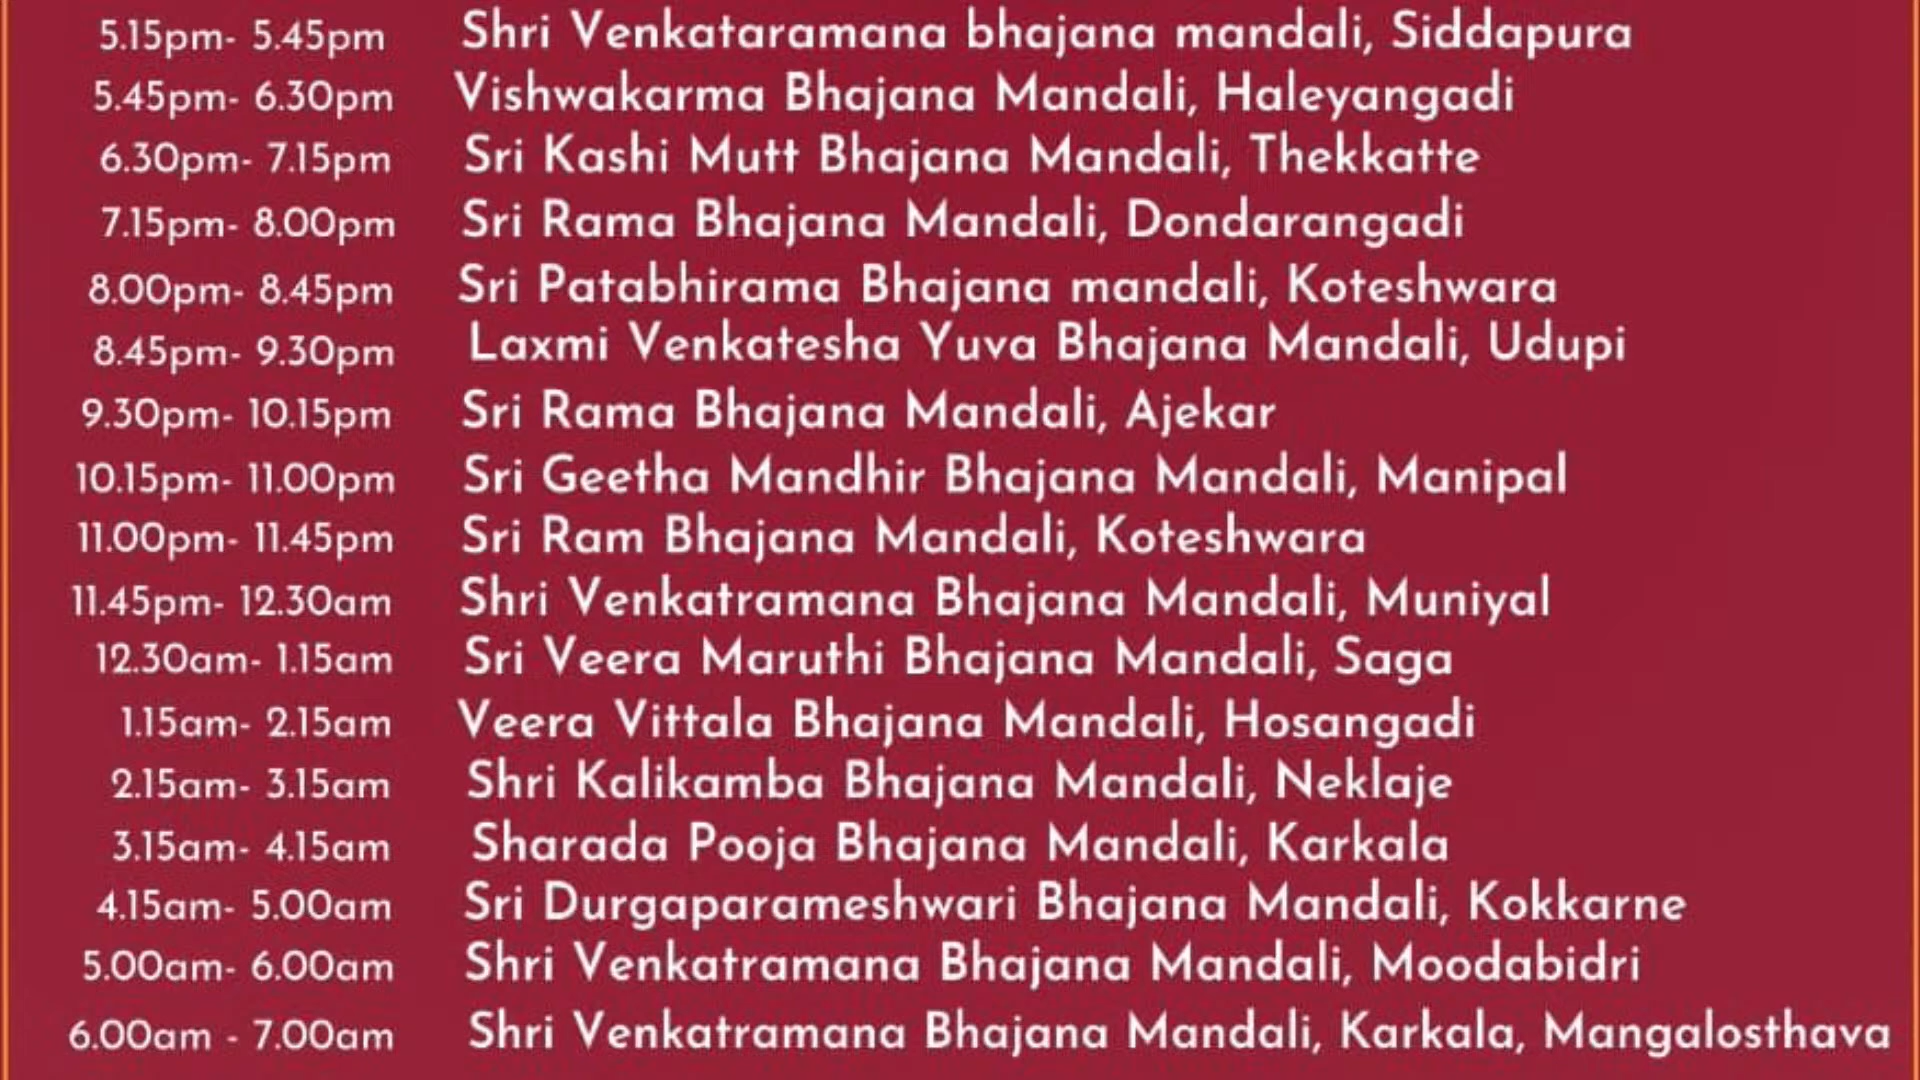 5.15pm- 5.45pm Shri Venkataramana bhajana mandali, Siddapura
5.45pm- 6.30pm Vishwakarma Bhajana Mandali, Haleyangadi
6.30pm- 7.15pm Sri Kashi Mutt Bhajana Mandali, Thekkatte
7.15pm- 8.00pm Sri Rama Bhajana Mandali, Dondarangadi
8.00pm- 8.45pm Sri Patabhirama Bhajana mandali, Koteshwara
8.45pm- 9.30pm Laxmi Venkatesha Yuva Bhajana Mandali, Udupi
9.30pm- 10.15pm Sri Rama Bhajana Mandali, Ajekar
10.15pm- 11.00pm Sri Geetha Mandhir Bhajana Mandali, Manipal
11.00pm- 11.45pm Sri Ram Bhajana Mandali, Koteshwara
11.45pm- 12.30am Shri Venkatramana Bhajana Mandali, Muniyal
12.30am- 1.15am Sri Veera Maruthi Bhajana Mandali, Saga
1.15am- 2.15am Veera Vittala Bhajana Mandali, Hosangadi
2.15am- 3.15am Shri Kalikamba Bhajana Mandali, Neklaje
3.15am- 4.15am Sharada Pooja Bhajana Mandali, Karkala
4.15am- 5.00am Sri Durgaparameshwari Bhajana Mandali, Kokkarne
5.00am- 6.00am Shri Venkatramana Bhajana Mandali, Moodabidri
6.00am - 7.00am Shri Venkatramana Bhajana Mandali, Karkala, Mangalosthava